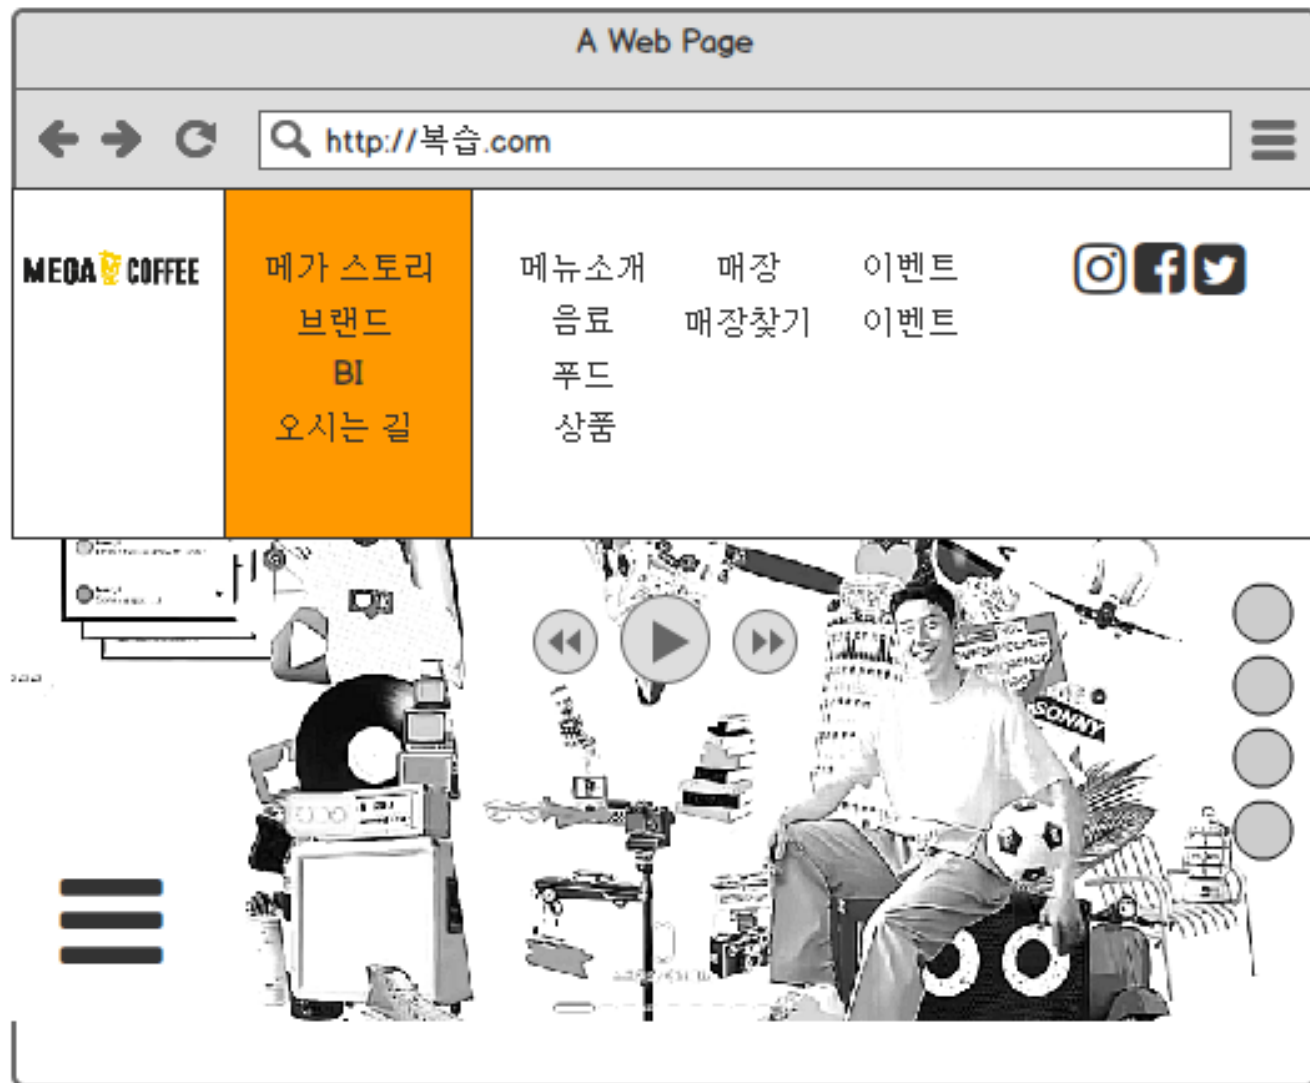 A Web Page
http://복습.com
MEGA COFFEE
메가 스토리
브랜드
BI
오시는 길
메뉴소개
음료
푸드
상품
매장
매장찾기
이벤트
이벤트
SONNY